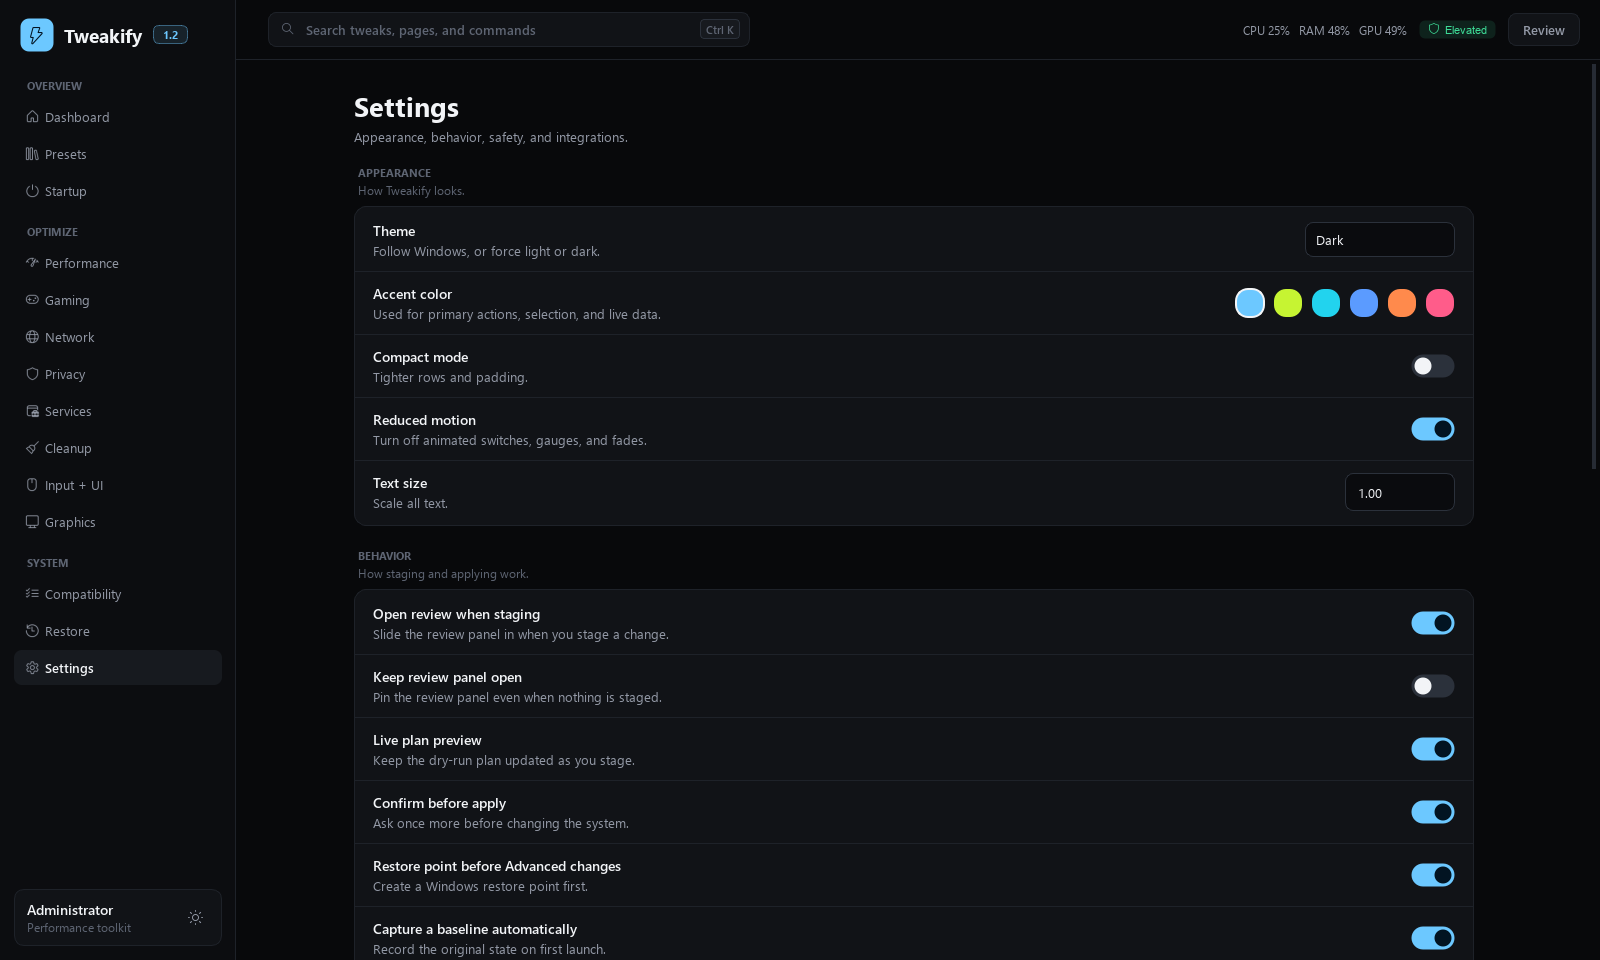 Tweakify 1.2
Search tweaks, pages, and commands
Ctrl K
CPU 25% RAM 48% GPU 49%
Elevated
Review
OVERVIEW
Dashboard
Presets
Startup
OPTIMIZE
Performance
Gaming
Network
Privacy
Services
Cleanup
Input + UI
Graphics
SYSTEM
Compatibility
Restore
Settings
Administrator
Performance toolkit
Settings
Appearance, behavior, safety, and integrations.
APPEARANCE
How Tweakify looks.
Theme
Follow Windows, or force light or dark.
Dark
Accent color
Used for primary actions, selection, and live data.
Compact mode
Tighter rows and padding.
Reduced motion
Turn off animated switches, gauges, and fades.
Text size
Scale all text.
1.00
BEHAVIOR
How staging and applying work.
Open review when staging
Slide the review panel in when you stage a change.
Keep review panel open
Pin the review panel even when nothing is staged.
Live plan preview
Keep the dry-run plan updated as you stage.
Confirm before apply
Ask once more before changing the system.
Restore point before Advanced changes
Create a Windows restore point first.
Capture a baseline automatically
Record the original state on first launch.